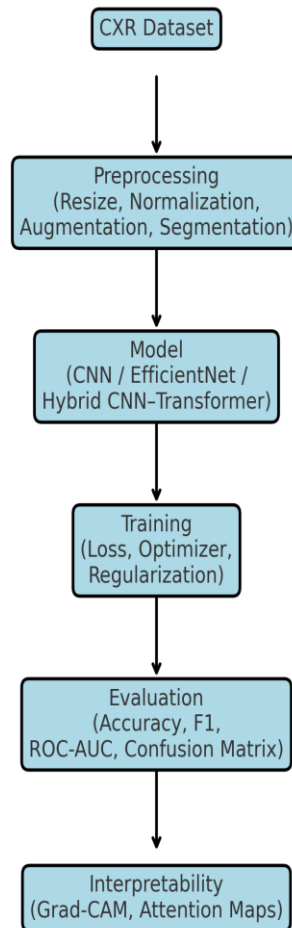 CXR Dataset
Preprocessing
(Resize, Normalization,
Augmentation, Segmentation)
Model
(CNN / EfficientNet /
Hybrid CNN–Transformer)
Training
(Loss, Optimizer,
Regularization)
Evaluation
(Accuracy, F1,
ROC-AUC, Confusion Matrix)
Interpretability
(Grad-CAM, Attention Maps)